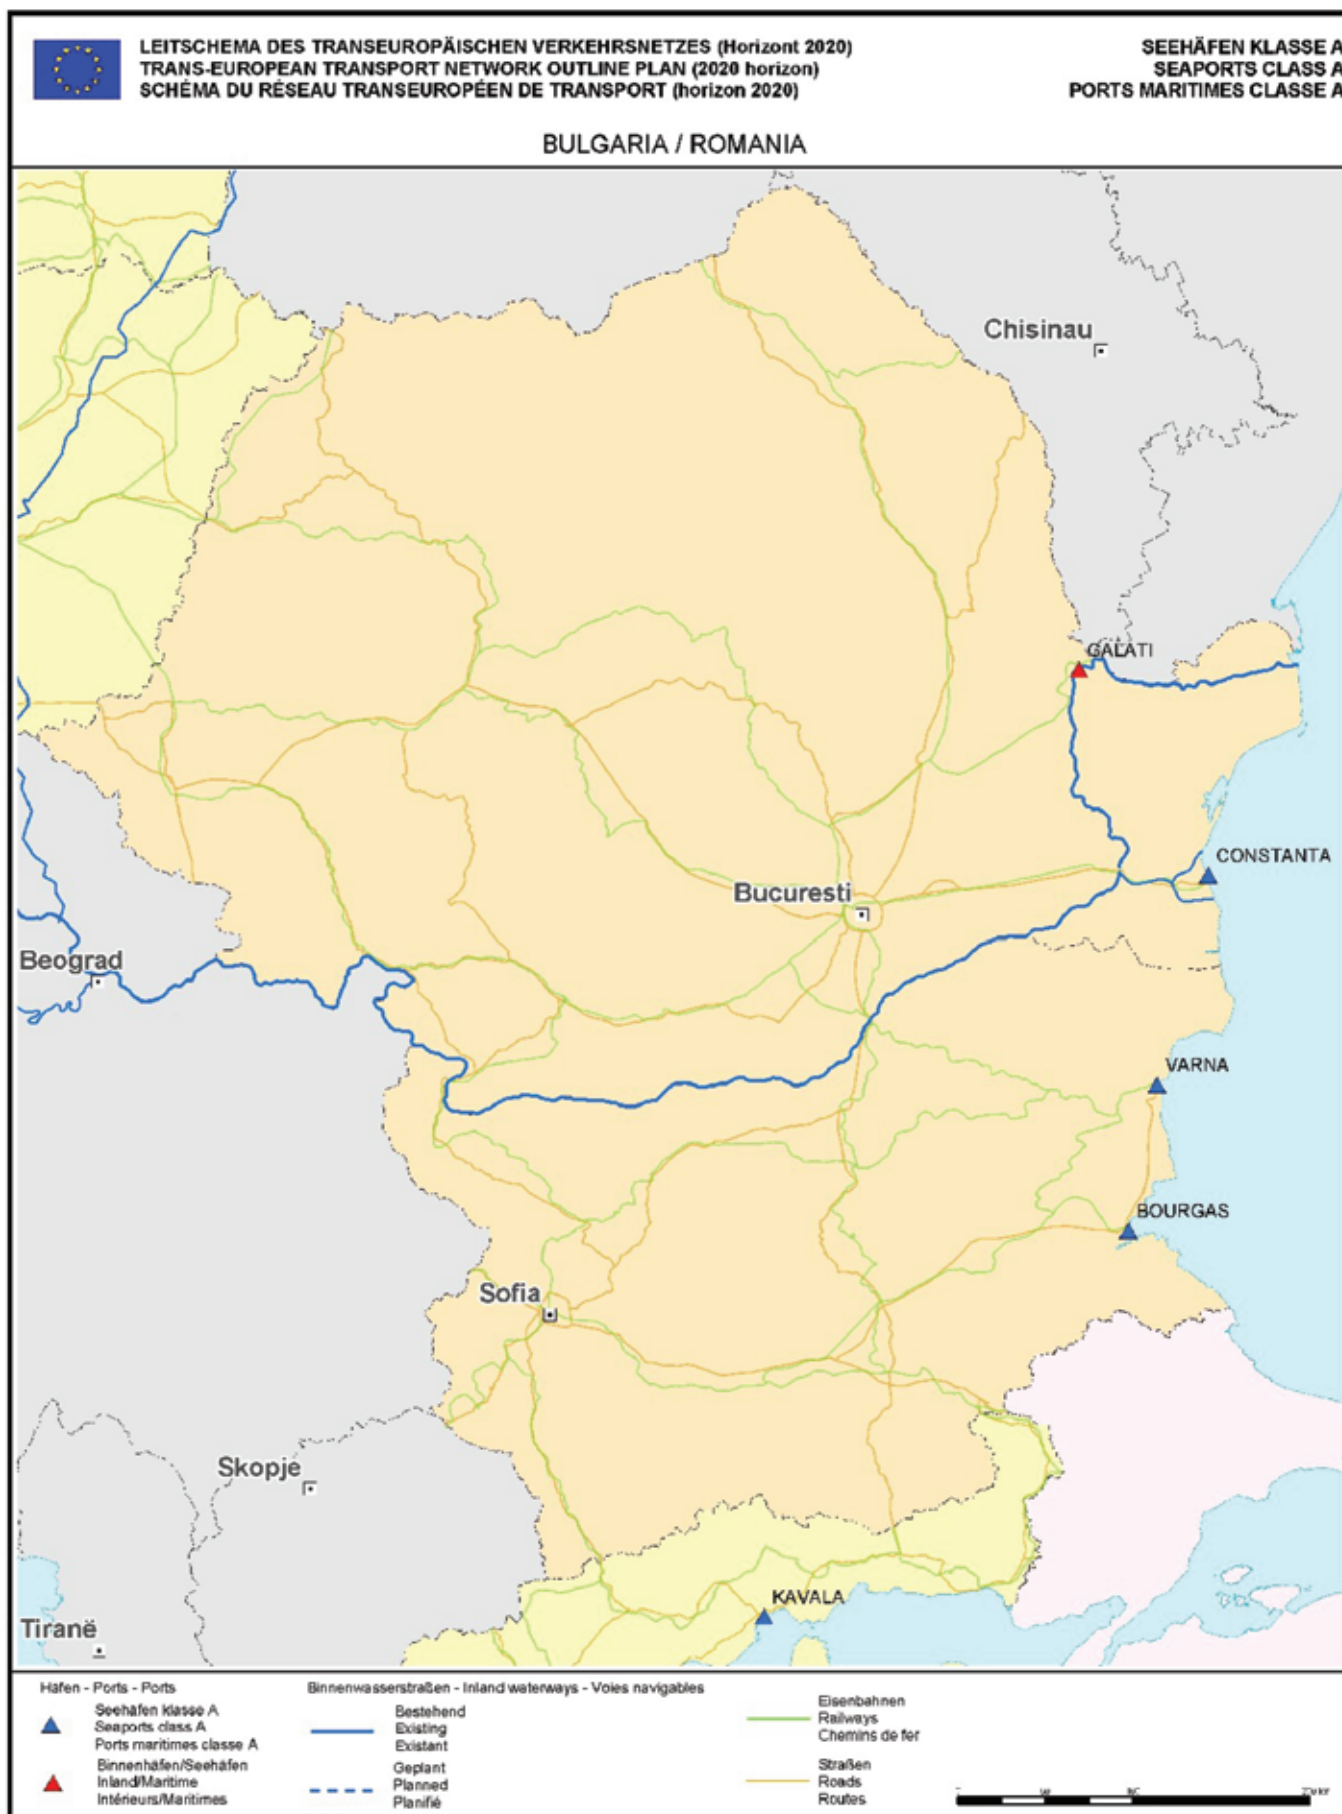 LEITSCHEMA DES TRANSEUROPÄISCHEN VERKEHRSNETZES (Horizont 2020)
TRANS-EUROPEAN TRANSPORT NETWORK OUTLINE PLAN (2020 horizon)
SCHÉMA DU RÉSEAU TRANSEUROPÉEN DE TRANSPORT (horizon 2020)
SEEHÄFEN KLASSE A
SEAPORTS CLASS A
PORTS MARITIMES CLASSE A
BULGARIA / ROMANIA
Chisinau
GALATI
CONSTANTA
Bucuresti
Beograd
VARNA
BOURGAS
Sofia
Skopje
KAVALA
Tiranë
Häfen - Ports - Ports
Seehäfen klasse A
Seaports class A
Ports maritimes classe A
Binnenhäfen/Seehäfen
Inland/Maritime
Intérieurs/Maritimes
Binnenwasserstraßen - Inland waterways - Voies navigables
Bestehend
Existing
Existant
Geplant
Planned
Planifié
Eisenbahnen
Railways
Chemins de fer
Straßen
Roads
Routes